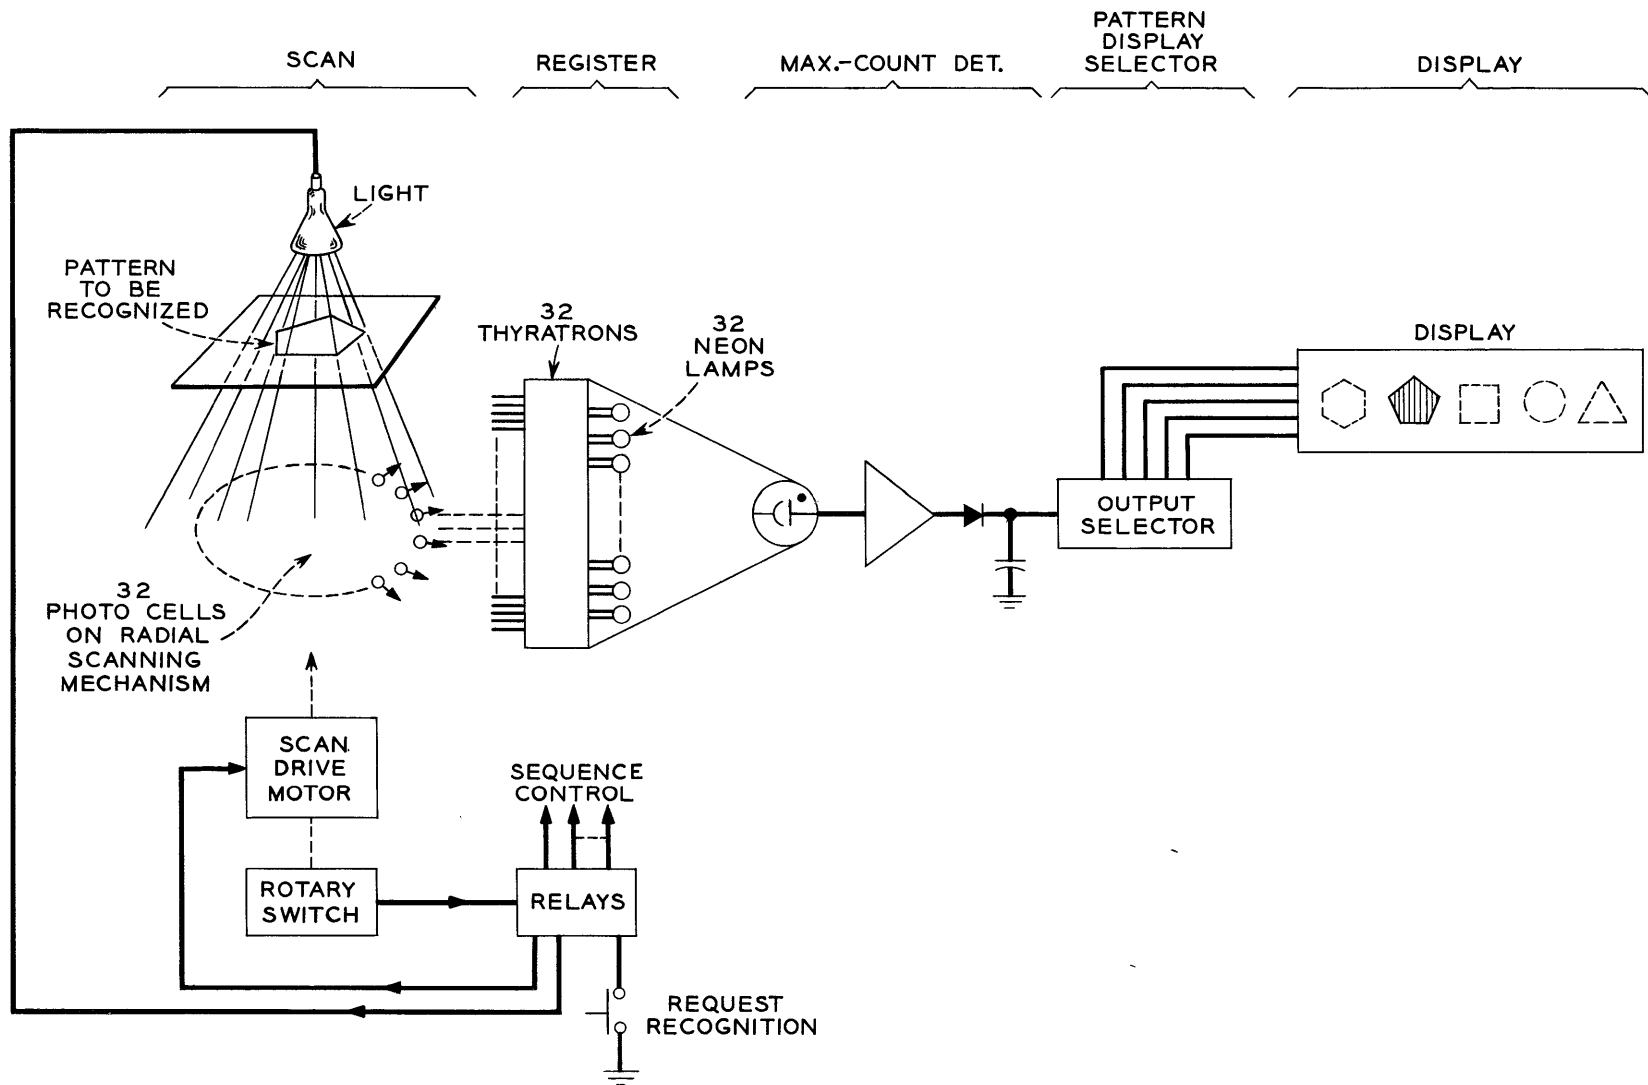 SCAN
REGISTER
MAX.-COUNT DET.
PATTERN
DISPLAY
SELECTOR
DISPLAY
LIGHT
PATTERN
TO BE
RECOGNIZED
32
THYRATRONS
32
NEON
LAMPS
DISPLAY
OUTPUT
SELECTOR
32
PHOTO CELLS
ON RADIAL
SCANNING
MECHANISM
SCAN
DRIVE
MOTOR
SEQUENCE
CONTROL
ROTARY
SWITCH
RELAYS
REQUEST
RECOGNITION